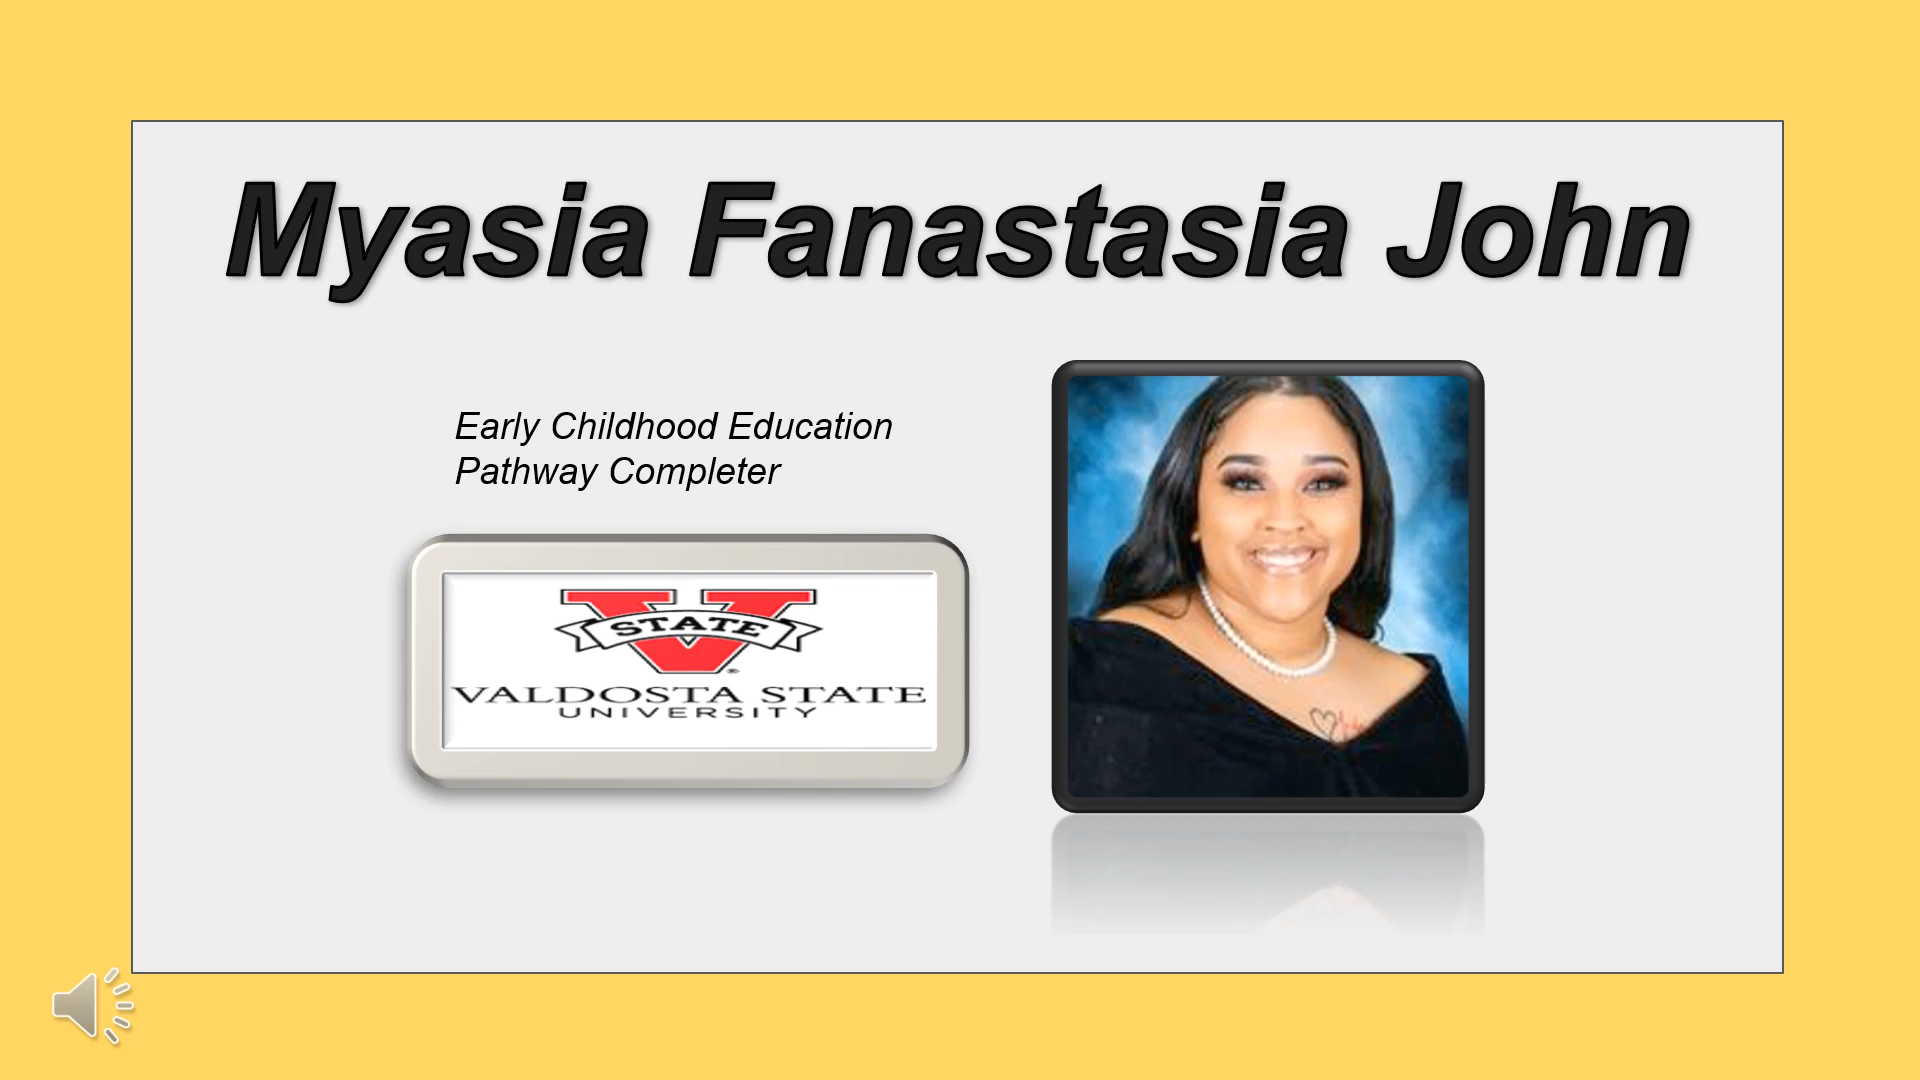 Myasia Fanastasia John
Early Childhood Education
Pathway Completer
STATE
VALDOSTA STATE
UNIVERSITY